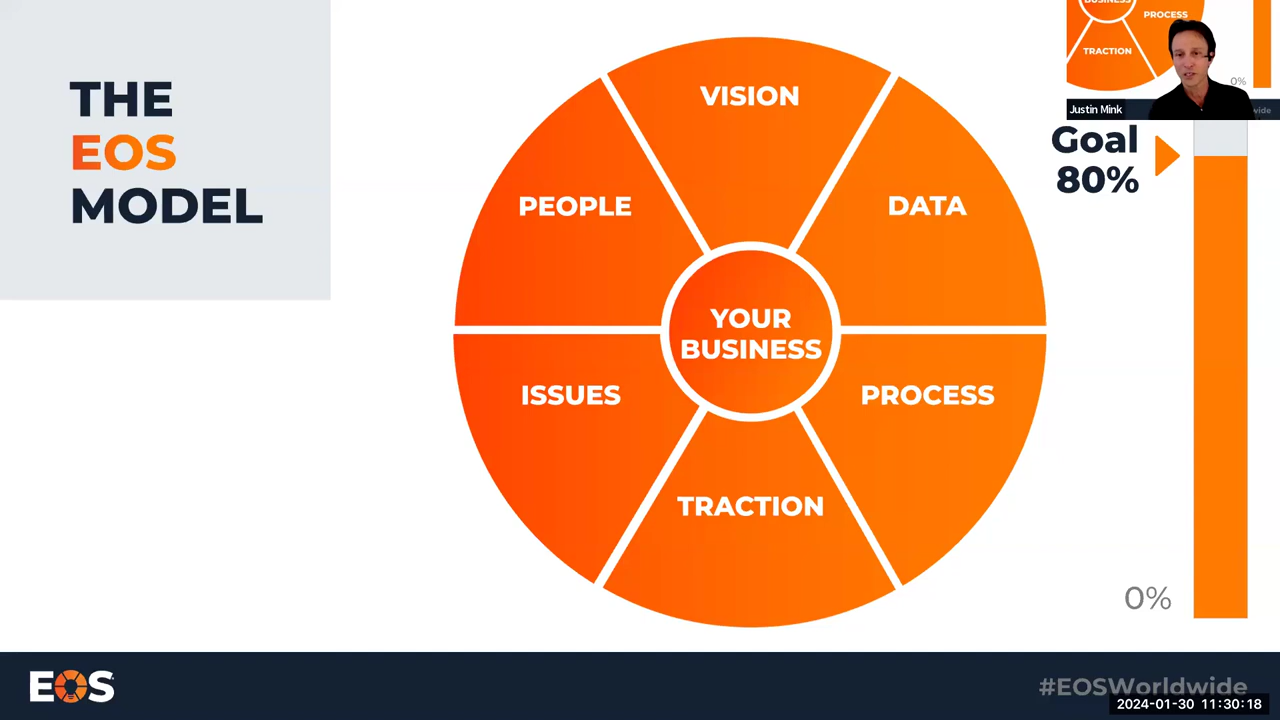 THE
EOS
MODEL
VISION
PEOPLE
DATA
YOUR
BUSINESS
ISSUES
PROCESS
TRACTION
BUSINESS
PROCESS
TRACTION
0%
Justin Mink
Goal
80%
0%
EOS
#EOSWorldwide
2024-01-30 11:30:18